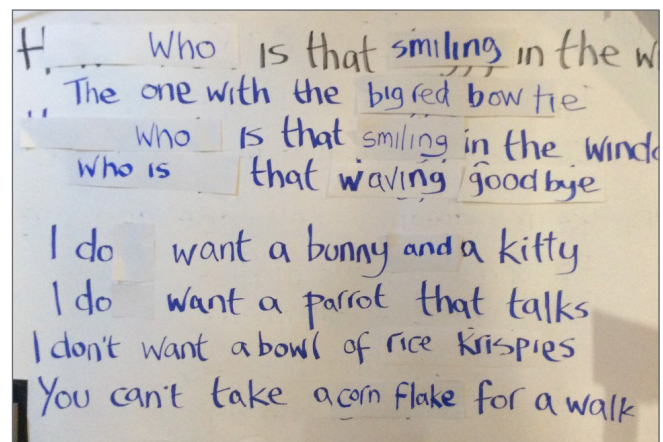 Who is that smiling in the w
The one with the big red bow tie
Who is that smiling in the windo
Who is that waving goodbye
I do want a bunny and a kitty
I do want a parrot that talks
I don't want a bowl of rice krispies
You can't take a corn flake for a walk